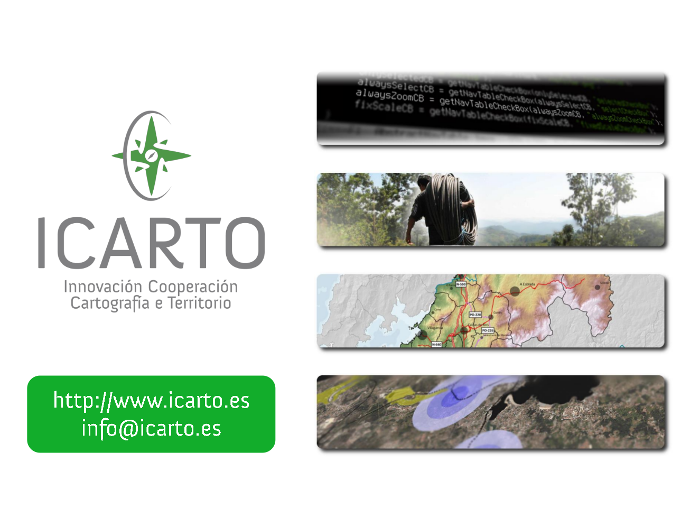 ICARTO
Innovación Cooperación
Cartografía e Territorio
http://www.icarto.es
info@icarto.es
alwaysSelectCB = getNavTableCheckBox(
alwaysZoomCB = getNavTableCheckBox(alwaysSelectCB,
fixScaleCB = getNavTableCheckBox(alwaysZoomCB,